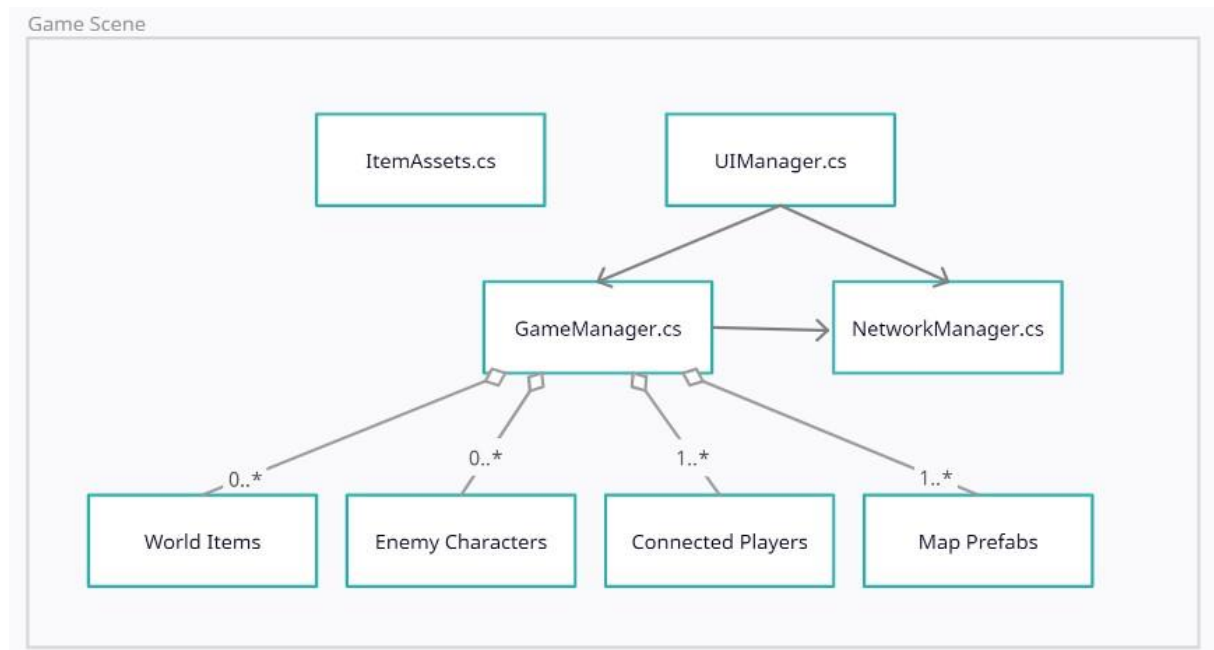 Game Scene
ItemAssets.cs
UIManager.cs
GameManager.cs
NetworkManager.cs
0..*
0..*
1..*
1..*
World Items
Enemy Characters
Connected Players
Map Prefabs